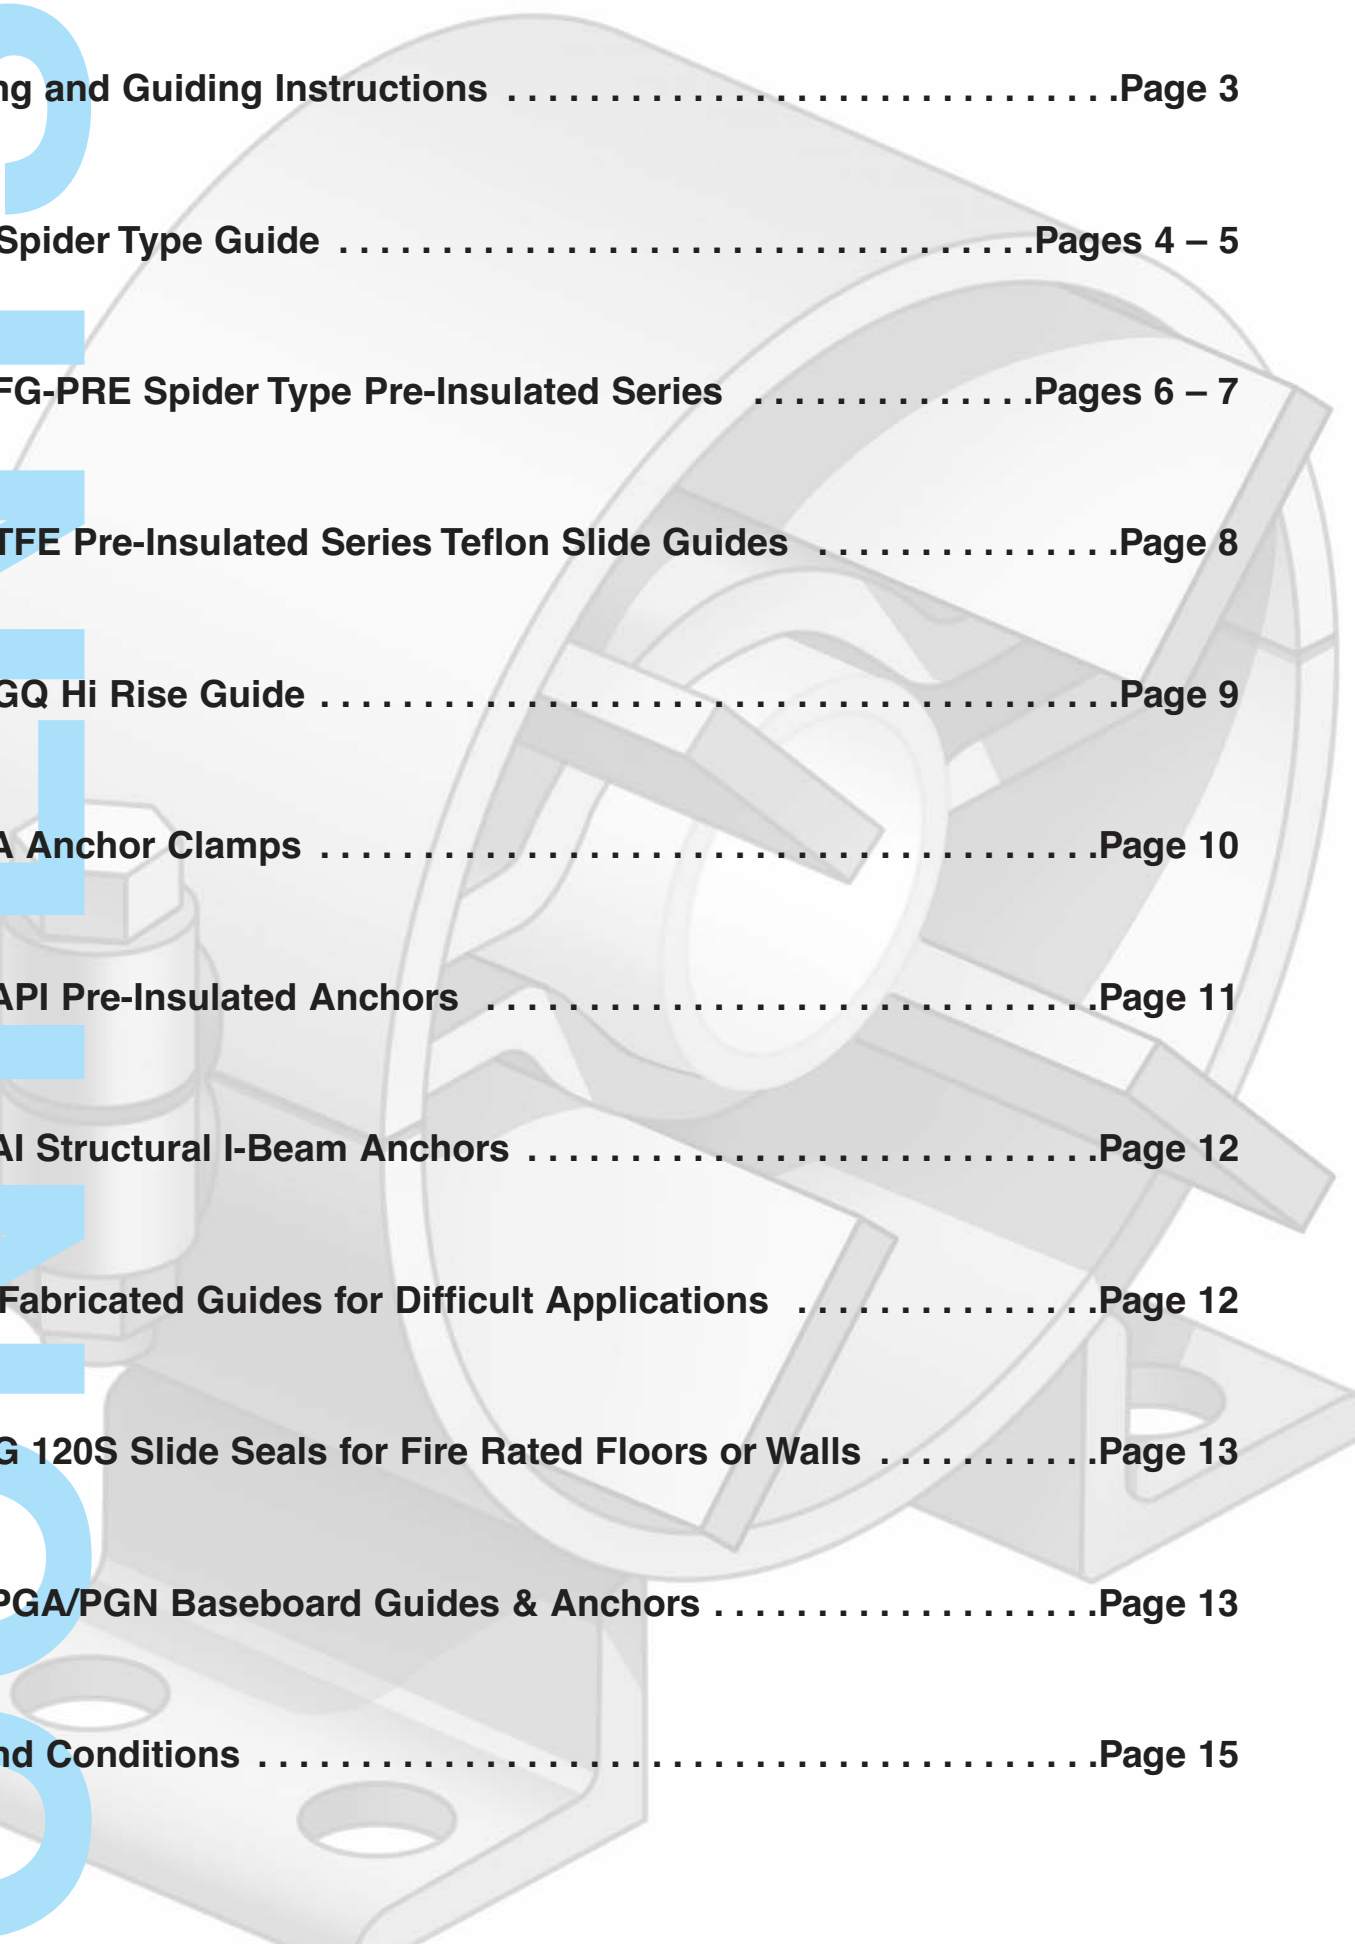 ng and Guiding Instructions . . . . . . . . . . . . . . . . . . . . . . . . . . . . . .Page 3
Spider Type Guide . . . . . . . . . . . . . . . . . . . . . . . . . . . . . . . . . .Pages 4 – 5
FG-PRE Spider Type Pre-Insulated Series . . . . . . . . . . . . . .Pages 6 – 7
TFE Pre-Insulated Series Teflon Slide Guides . . . . . . . . . . . . . . .Page 8
GQ Hi Rise Guide . . . . . . . . . . . . . . . . . . . . . . . . . . . . . . . . . . . . . . .Page 9
A Anchor Clamps . . . . . . . . . . . . . . . . . . . . . . . . . . . . . . . . . . . . . .Page 10
API Pre-Insulated Anchors . . . . . . . . . . . . . . . . . . . . . . . . . . . . . .Page 11
AI Structural I-Beam Anchors . . . . . . . . . . . . . . . . . . . . . . . . . . . .Page 12
Fabricated Guides for Difficult Applications . . . . . . . . . . . . . . .Page 12
G 120S Slide Seals for Fire Rated Floors or Walls . . . . . . . . . . .Page 13
PGA/PGN Baseboard Guides & Anchors . . . . . . . . . . . . . . . . . . .Page 13
nd Conditions . . . . . . . . . . . . . . . . . . . . . . . . . . . . . . . . . . . . . . . . .Page 15